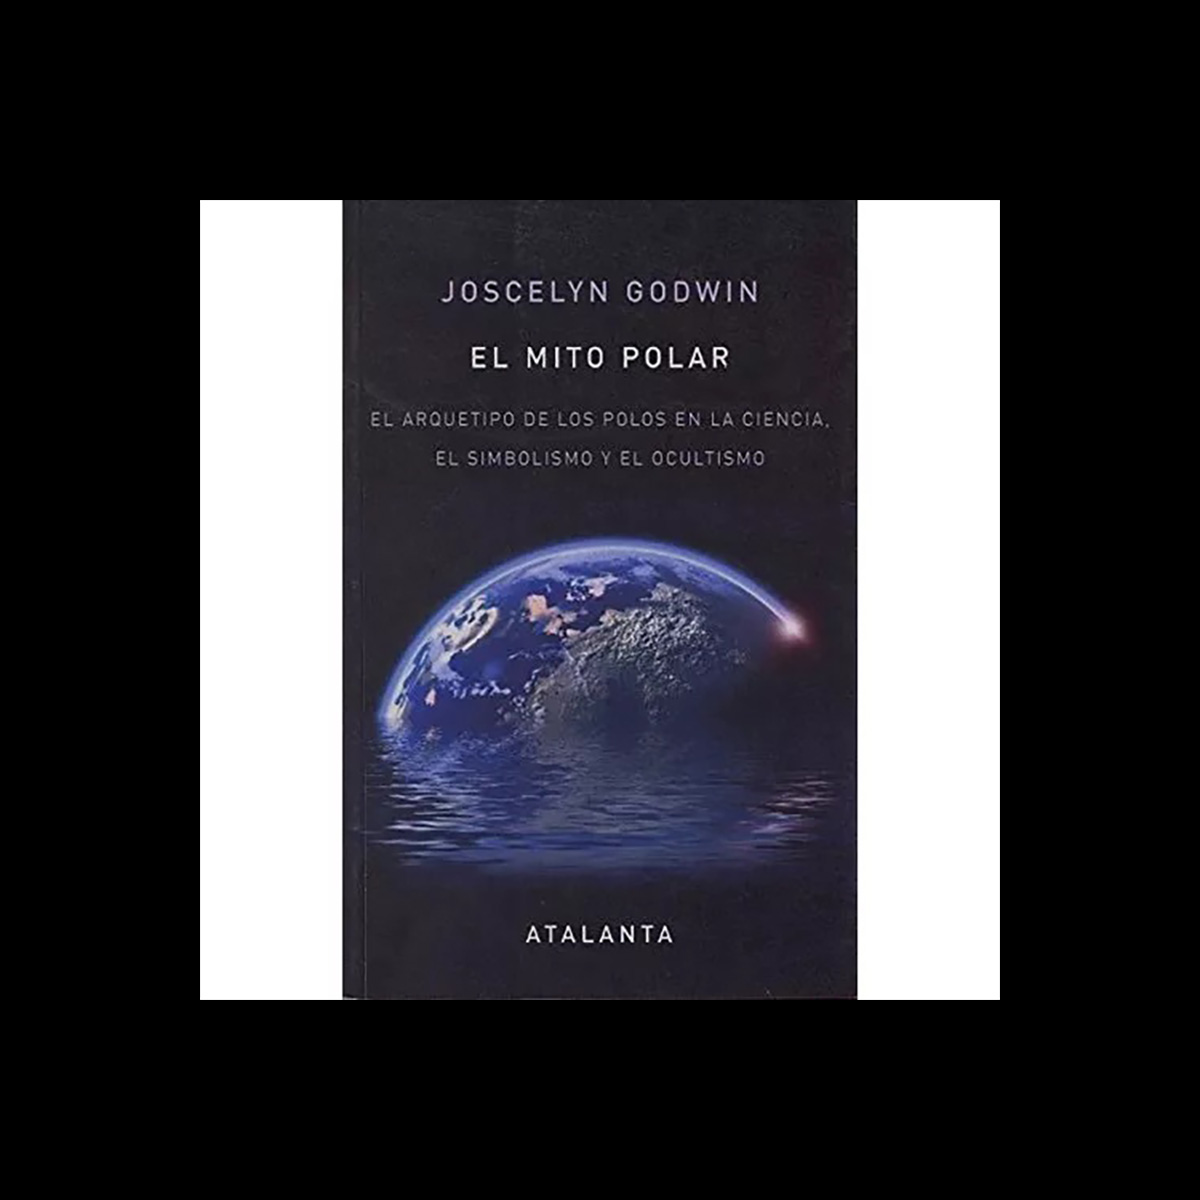 JOSCELYN GODWIN
EL MITO POLAR
EL ARQUETIPO DE LOS POLOS EN LA CIENCIA,
EL SIMBOLISMO Y EL OCULTISMO
ATALANTA